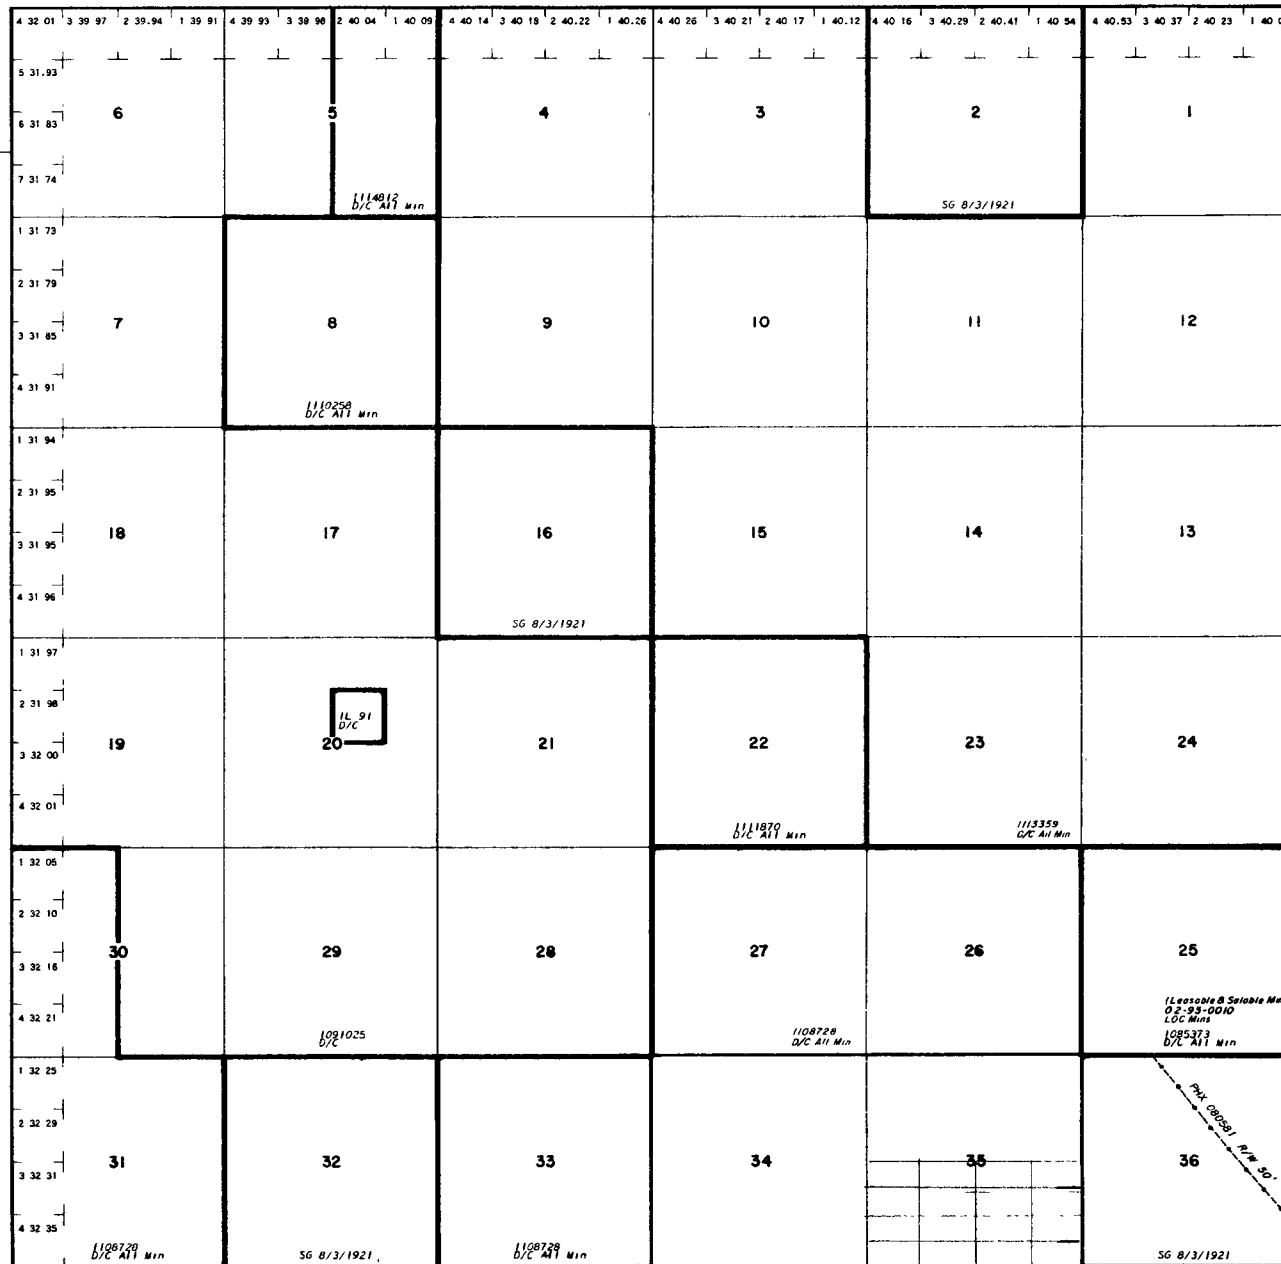 4 32 01 3 39 97 2 39.94 1 39 91 4 39 93 3 39 98 2 40 04 1 40 09 4 40 14 3 40 19 2 40.22 1 40.26 4 40 26 3 40 21 2 40 17 1 40.12 4 40 16 3 40.29 2 40.41 1 40 54 4 40.53 3 40 37 2 40 23
5 31.93
6 5 4 3 2 1
6 31 83
7 31 74
1114812
D/C All Min
SG 8/3/1921
1 31 73
2 31 79
7 8 9 10 11 12
3 31 85
4 31 91
1110258
D/C All Min
1 31 94
2 31 95
18 17 16 15 14 13
3 31 95
4 31 96
SG 8/3/1921
1 31 97
2 31 98
IL 91
D/C
19 20 21 22 23 24
3 32 00
4 32 01
1111870
D/C All Min
1113359
D/C All Min
1 32 05
2 32 10
30 29 28 27 26 25
3 32 16
4 32 21
(Leasable & Salable
02-95-0010
LOC Mins
1091025
D/C
1108728
D/C All Min
1085373
D/C All Min
1 32 25
PHX 080581 R/W 50'
2 32 29
31 32 33 34 35 36
3 32 31
4 32 35
1108728
D/C All Min
SG 8/3/1921
1108728
D/C All Min
SG 8/3/1921